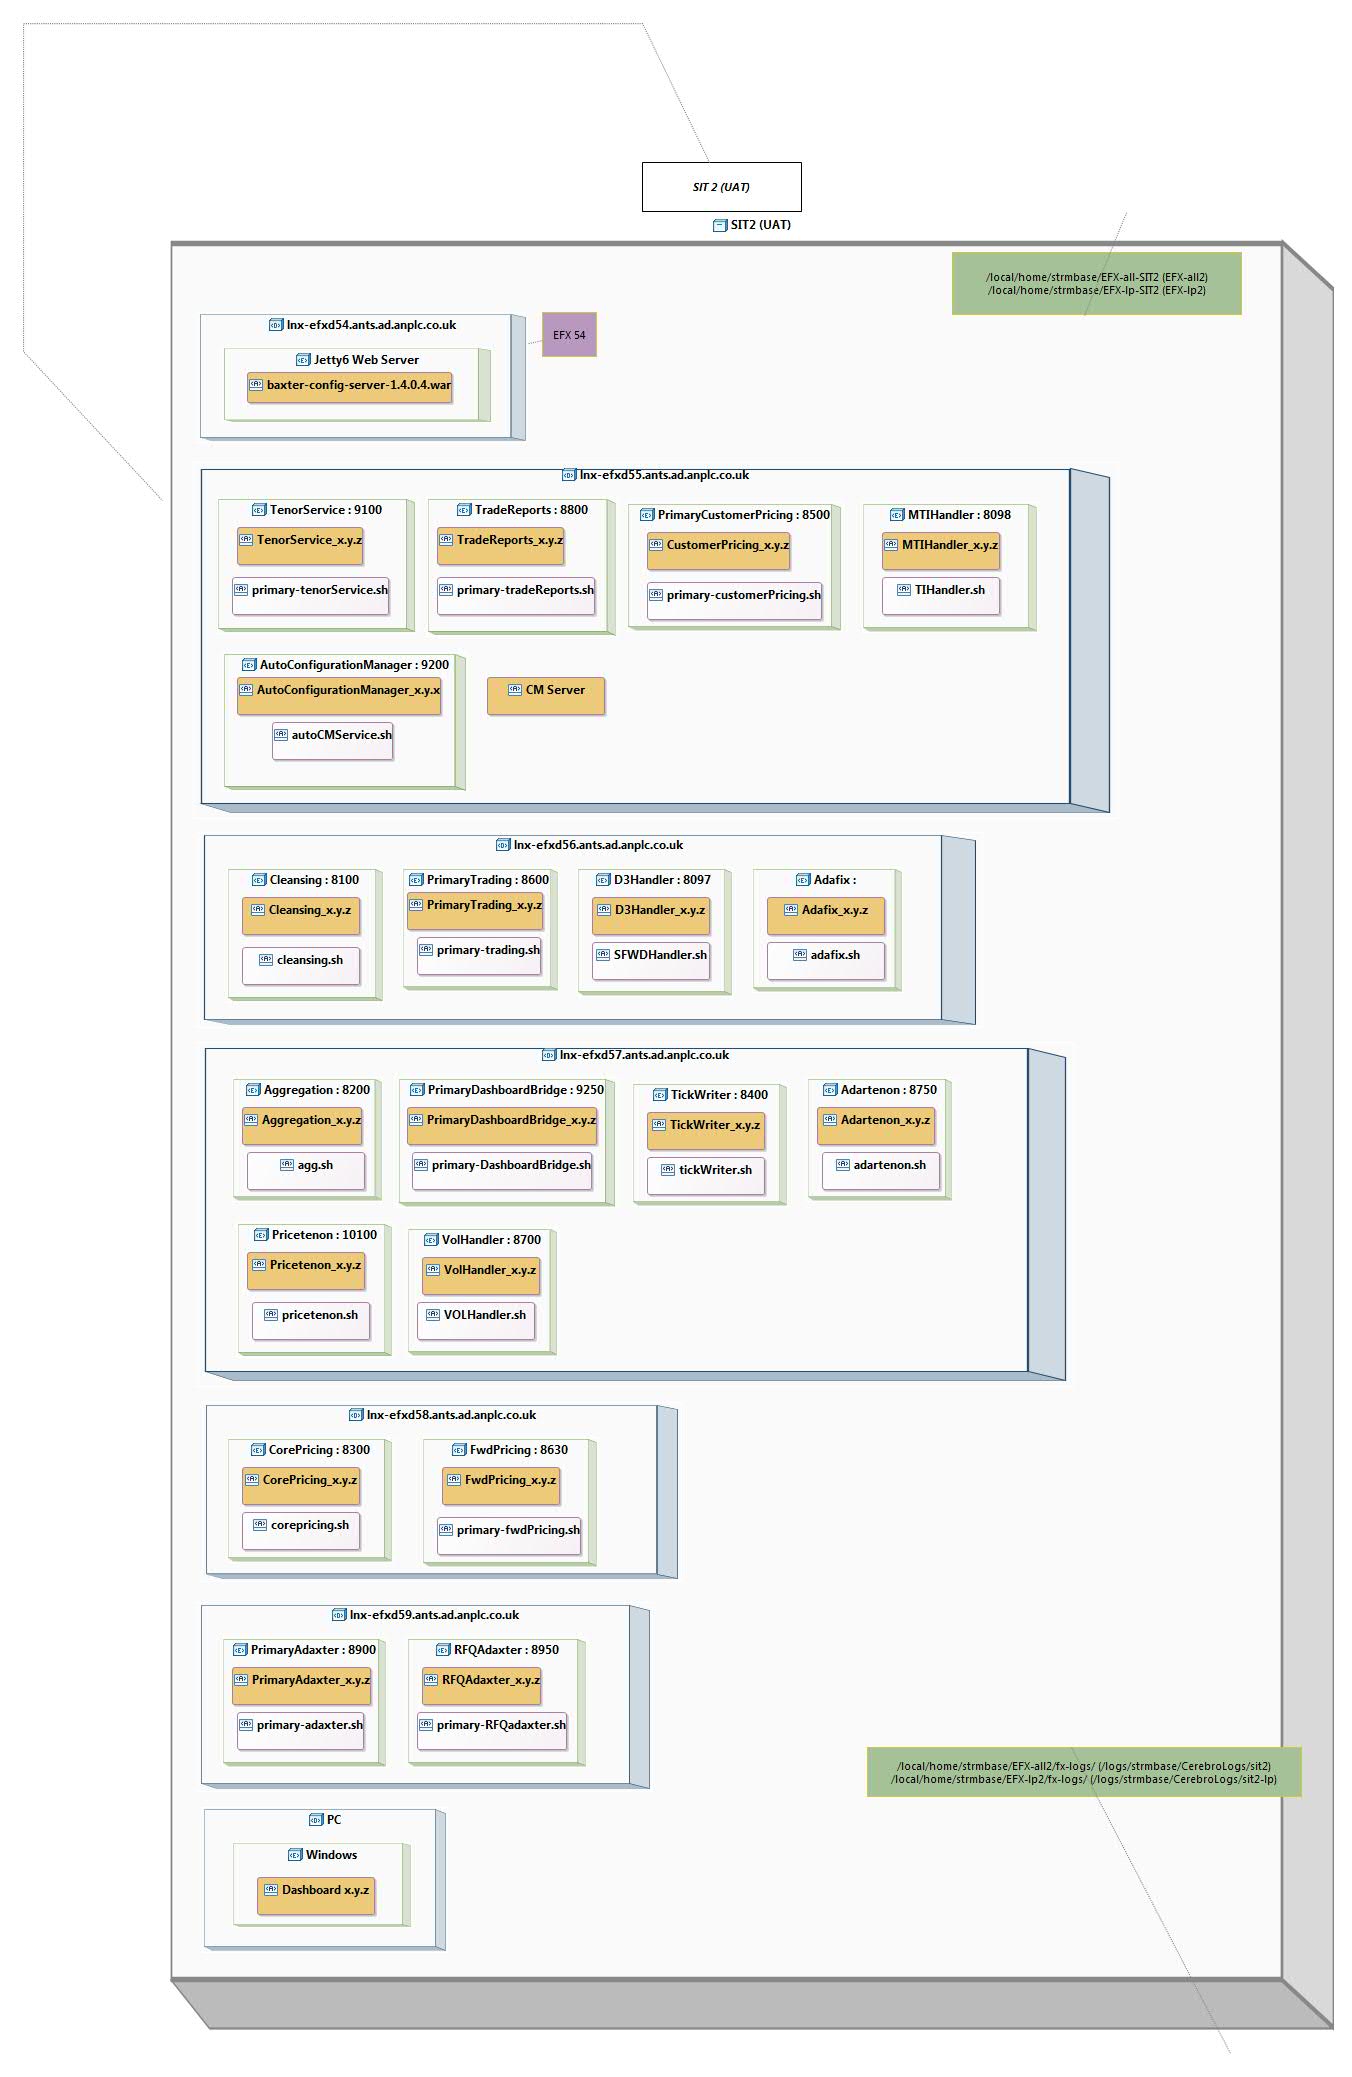 SIT 2 (UAT)
SIT2 (UAT)
/local/home/strmbase/EFX-all-SIT2 (EFX-all2)
/local/home/strmbase/EFX-lp-SIT2 (EFX-lp2)
lnx-efxd54.ants.ad.anplc.co.uk
EFX 54
Jetty6 Web Server
baxter-config-server-1.4.0.4.war
lnx-efxd55.ants.ad.anplc.co.uk
TenorService : 9100
TenorService_x.y.z
primary-tenorService.sh
TradeReports : 8800
TradeReports_x.y.z
primary-tradeReports.sh
PrimaryCustomerPricing : 8500
CustomerPricing_x.y.z
primary-customerPricing.sh
MTIHandler : 8098
MTIHandler_x.y.z
TIHandler.sh
AutoConfigurationManager : 9200
AutoConfigurationManager_x.y.x
autoCMService.sh
CM Server
lnx-efxd56.ants.ad.anplc.co.uk
Cleansing : 8100
Cleansing_x.y.z
cleansing.sh
PrimaryTrading : 8600
PrimaryTrading_x.y.z
primary-trading.sh
D3Handler : 8097
D3Handler_x.y.z
SFWDHandler.sh
Adafix :
Adafix_x.y.z
adafix.sh
lnx-efxd57.ants.ad.anplc.co.uk
Aggregation : 8200
Aggregation_x.y.z
agg.sh
PrimaryDashboardBridge : 9250
PrimaryDashboardBridge_x.y.z
primary-DashboardBridge.sh
TickWriter : 8400
TickWriter_x.y.z
tickWriter.sh
Adartenon : 8750
Adartenon_x.y.z
adartenon.sh
Pricetenon : 10100
Pricetenon_x.y.z
pricetenon.sh
VolHandler : 8700
VolHandler_x.y.z
VOLHandler.sh
lnx-efxd58.ants.ad.anplc.co.uk
CorePricing : 8300
CorePricing_x.y.z
corepricing.sh
FwdPricing : 8630
FwdPricing_x.y.z
primary-fwdPricing.sh
lnx-efxd59.ants.ad.anplc.co.uk
PrimaryAdaxter : 8900
PrimaryAdaxter_x.y.z
primary-adaxter.sh
RFQAdaxter : 8950
RFQAdaxter_x.y.z
primary-RFQadaxter.sh
/local/home/strmbase/EFX-all2/fx-logs/ (/logs/strmbase/CerebroLogs/sit2)
/local/home/strmbase/EFX-lp2/fx-logs/ (/logs/strmbase/CerebroLogs/sit2-lp)
PC
Windows
Dashboard x.y.z